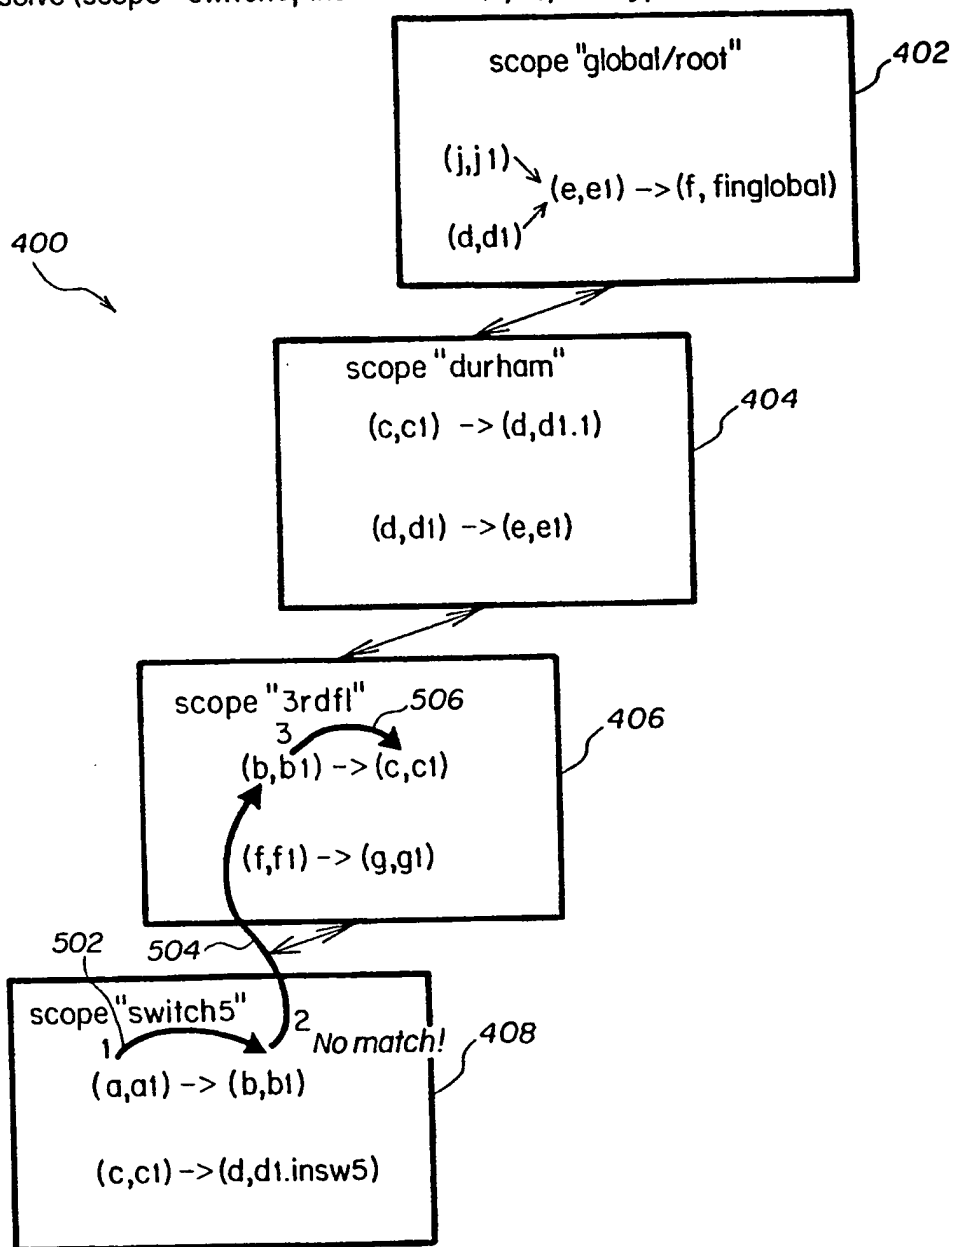 scope "global/root"
402
(j,j1)
(e,e1) -> (f, finglobal)
(d,d1)
400
scope "durham"
404
(c,c1) -> (d,d1.1)
(d,d1) -> (e,e1)
scope "3rdfl"
506
406
3
(b,b1) -> (c,c1)
(f,f1) -> (g,g1)
502
504
scope "switch5"
2
1
No match!
408
(a,a1) -> (b,b1)
(c,c1) -> (d,d1.insw5)